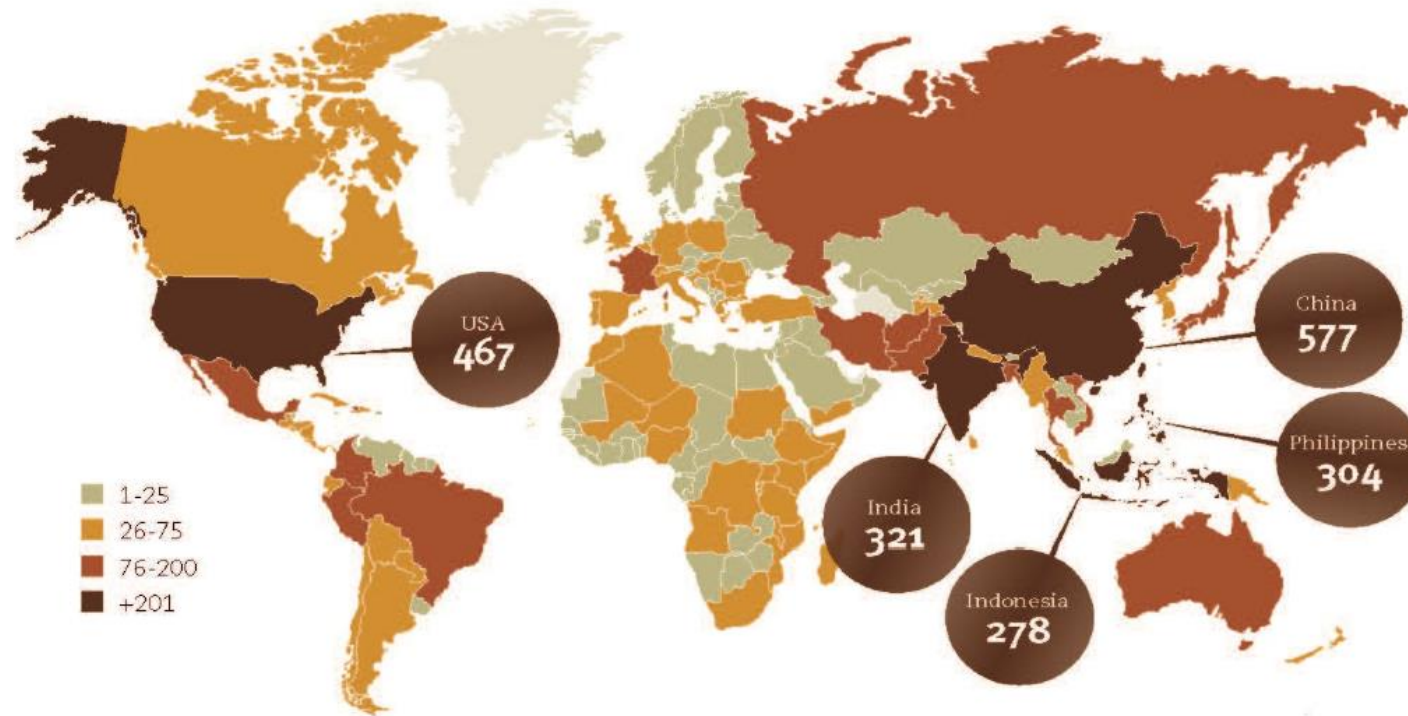 USA
467
China
577
Philippines
304
India
321
Indonesia
278
1-25
26-75
76-200
+201